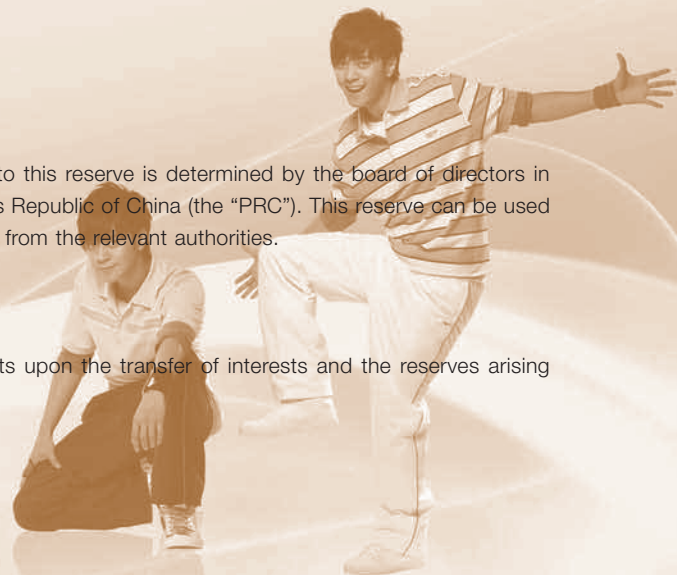 to this reserve is determined by the board of directors in
s Republic of China (the “PRC”). This reserve can be used
from the relevant authorities.
ts upon the transfer of interests and the reserves arising